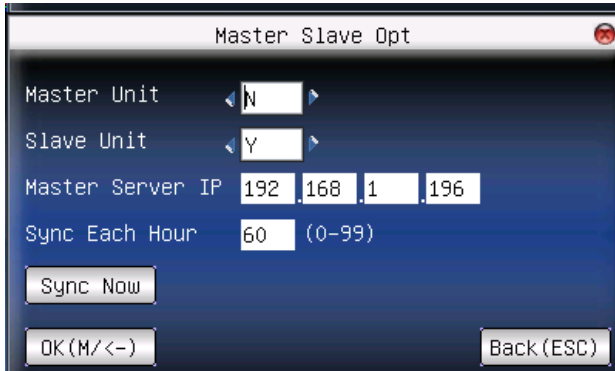 Master Slave Opt
Master Unit N
Slave Unit Y
Master Server IP 192.168.1.196
Sync Each Hour 60 (0-99)
Sync Now
OK(M/<-) Back(ESC)